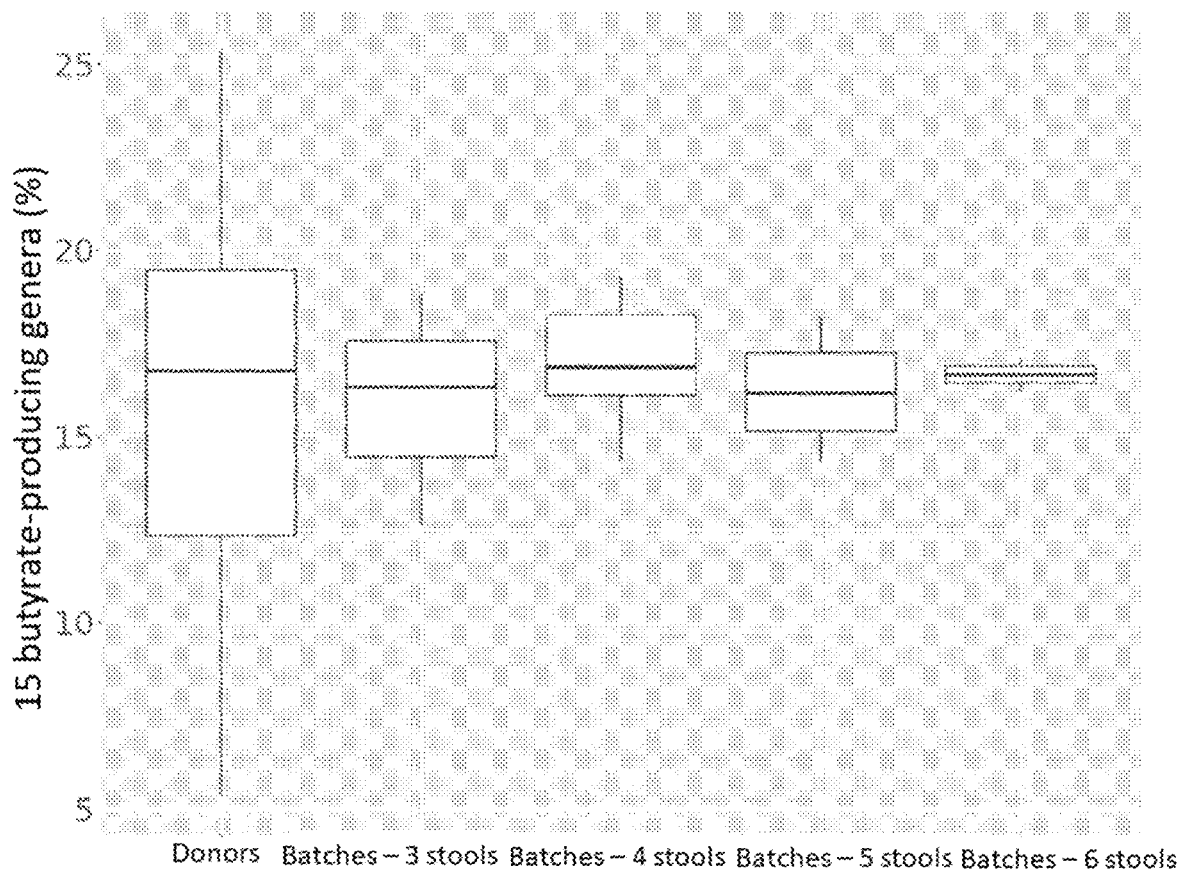 15 butyrate-producing genera (%)
25
20
15
10
5
Donors Batches – 3 stools Batches – 4 stools Batches – 5 stools Batches – 6 stools